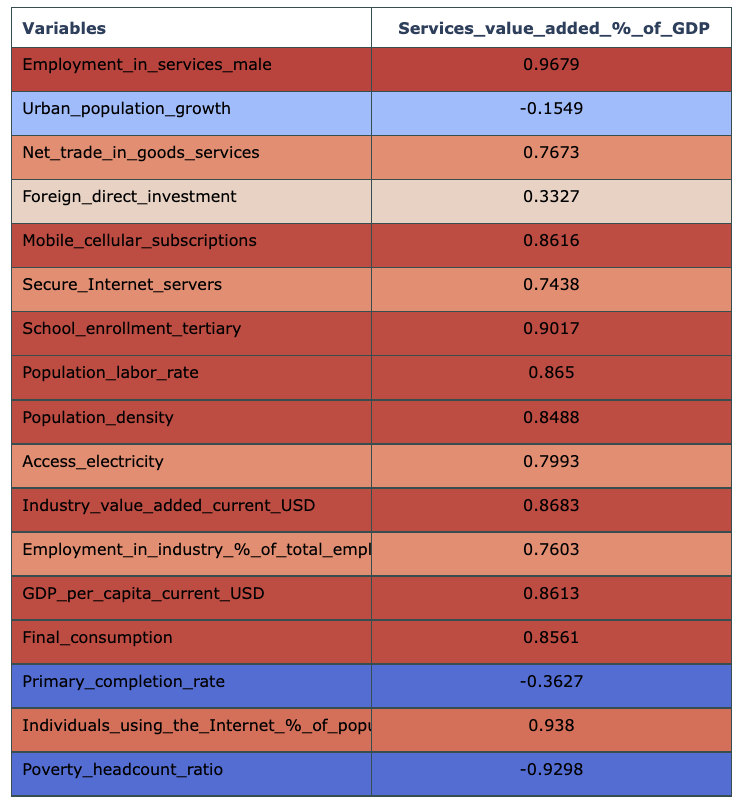 Variables Services_value_added_%_of_GDP
Employment_in_services_male 0.9679
Urban_population_growth -0.1549
Net_trade_in_goods_services 0.7673
Foreign_direct_investment 0.3327
Mobile_cellular_subscriptions 0.8616
Secure_Internet_servers 0.7438
School_enrollment_tertiary 0.9017
Population_labor_rate 0.865
Population_density 0.8488
Access_electricity 0.7993
Industry_value_added_current_USD 0.8683
Employment_in_industry_%_of_total_empl 0.7603
GDP_per_capita_current_USD 0.8613
Final_consumption 0.8561
Primary_completion_rate -0.3627
Individuals_using_the_Internet_%_of_popu 0.938
Poverty_headcount_ratio -0.9298